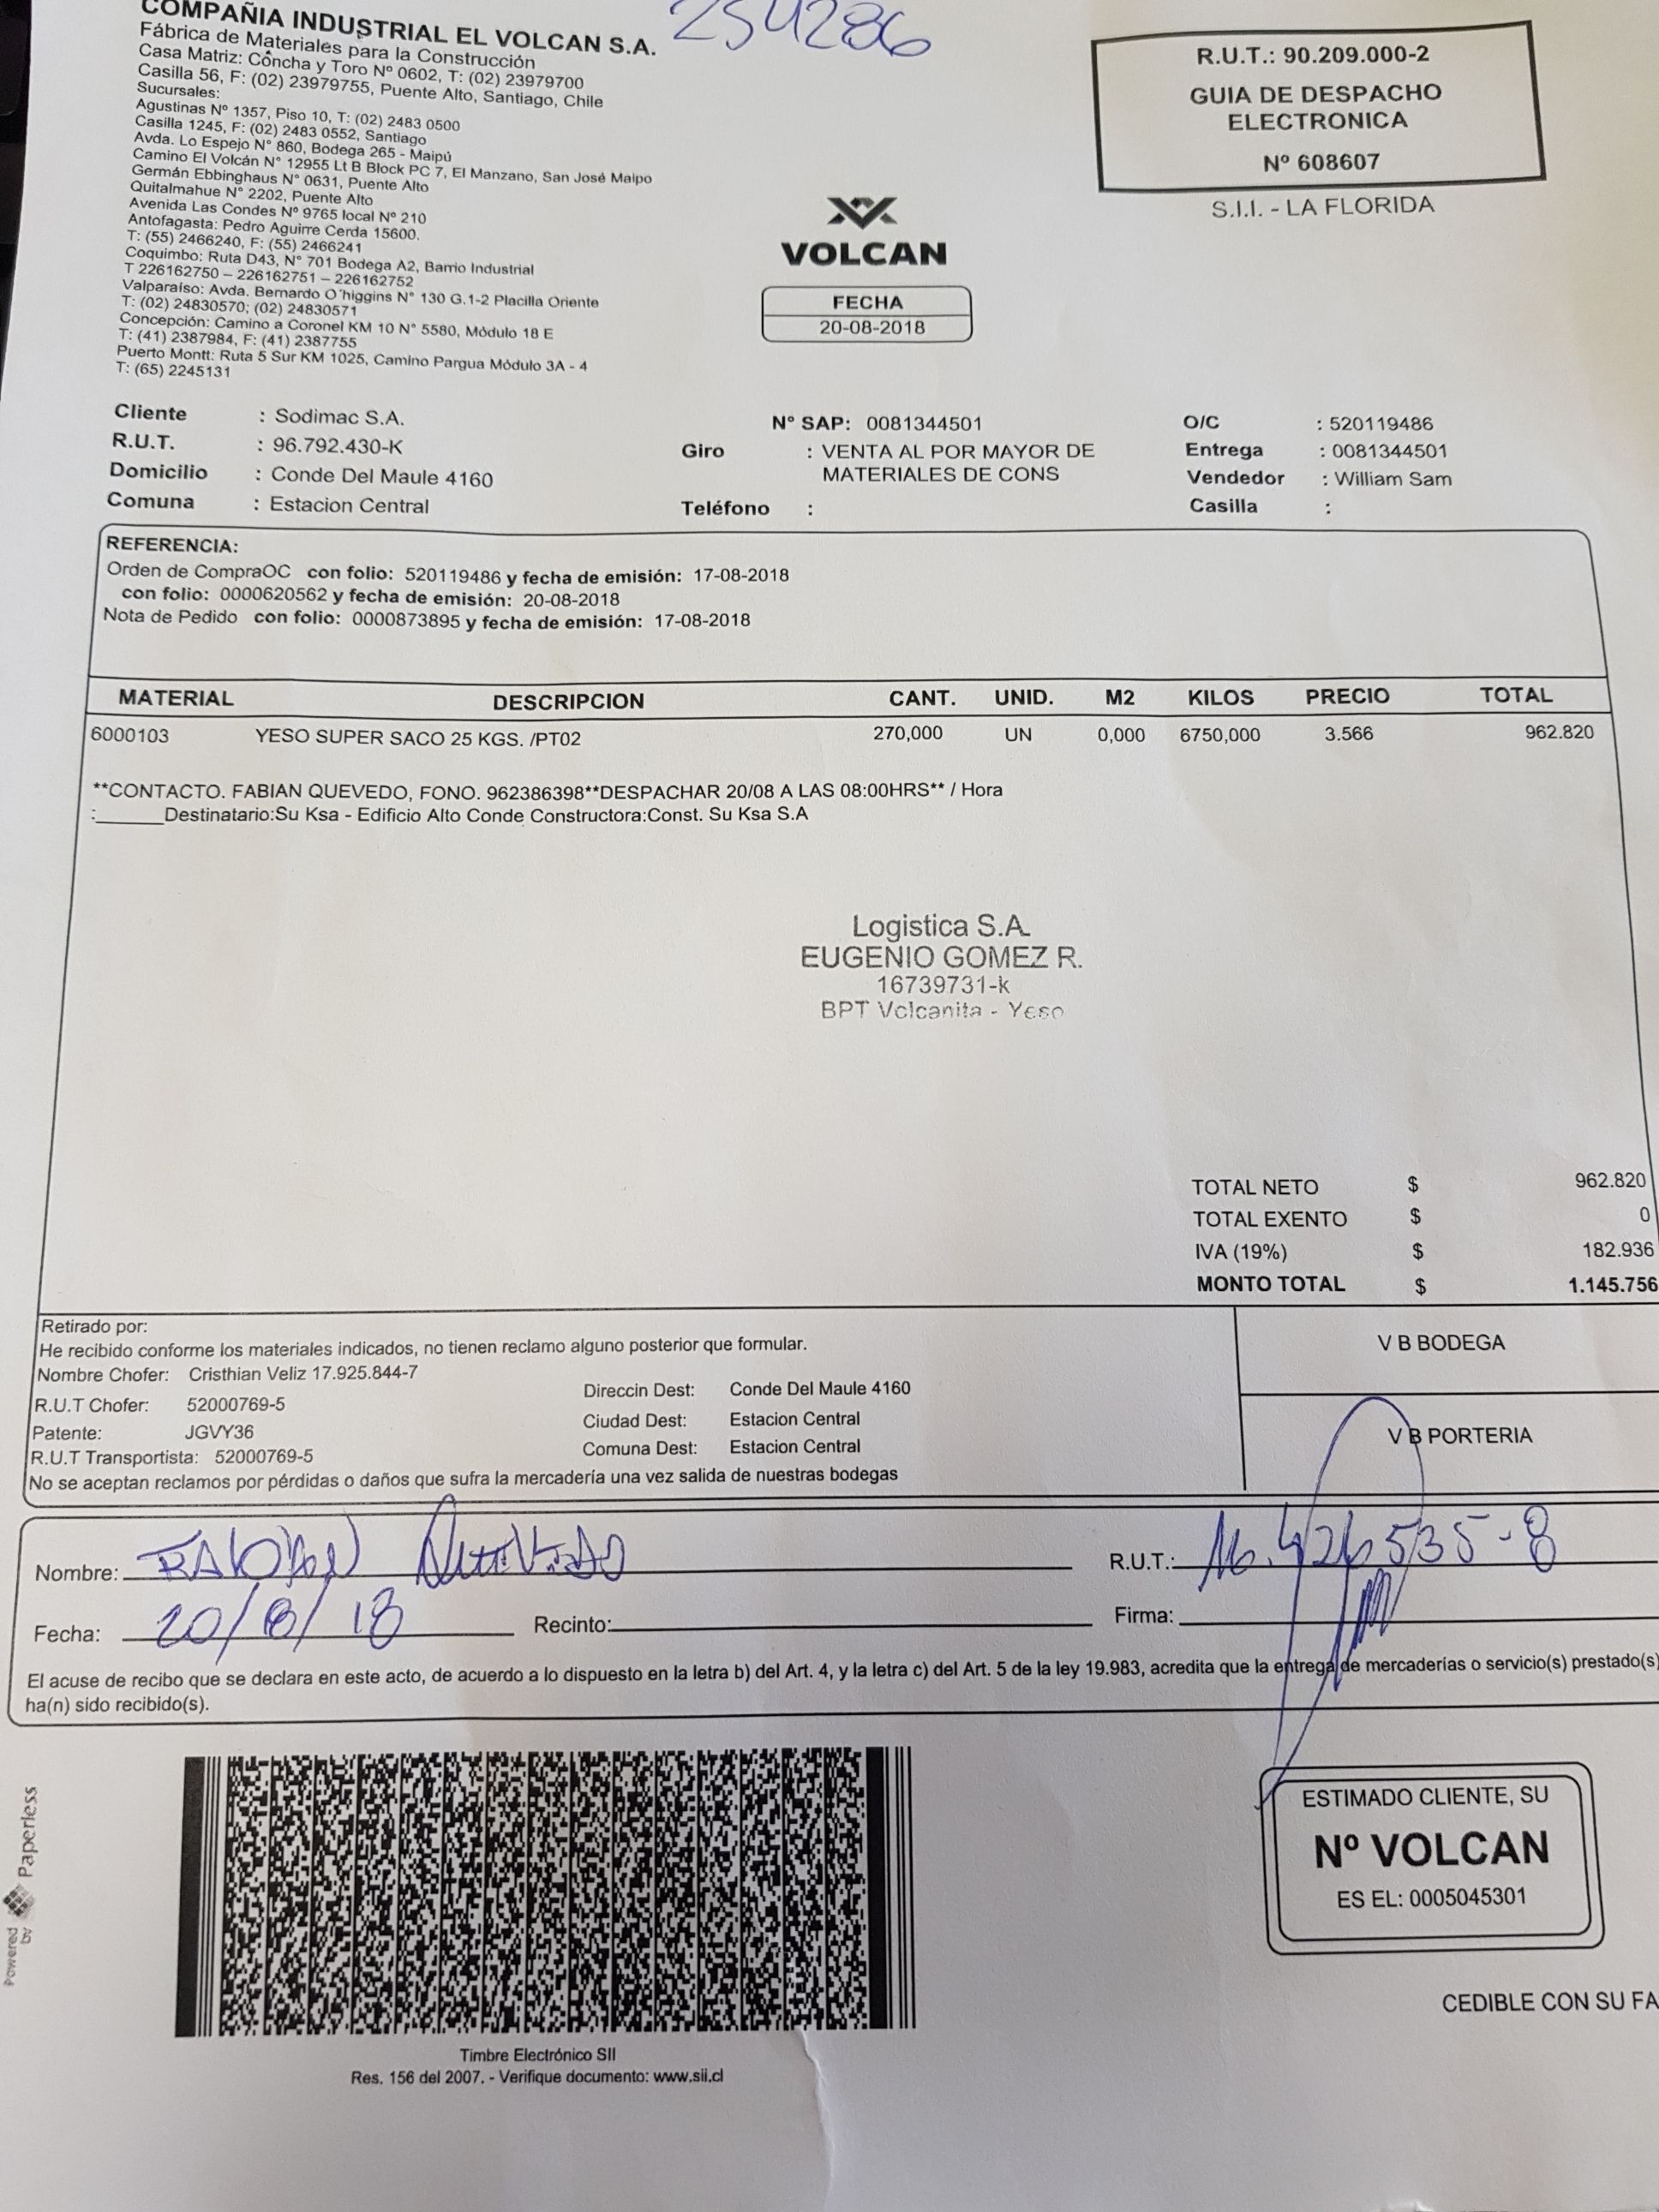 COMPAÑIA INDUSTRIAL EL VOLCAN S.A.
254286
Fábrica de Materiales para la Construcción
Casa Matriz: Concha y Toro Nº 0602, T: (02) 23979700
Casilla 56, F: (02) 23979755, Puente Alto, Santiago, Chile
Sucursales:
Agustinas Nº 1357, Piso 10, T: (02) 2483 0500
Casilla 1245, F: (02) 2483 0552, Santiago
Avda. Lo Espejo N° 860, Bodega 265 - Maipú
Camino El Volcán N° 12955 Lt B Block PC 7, El Manzano, San José Maipo
Germán Ebbinghaus N° 0631, Puente Alto
Quitalmahue N° 2202, Puente Alto
Avenida Las Condes Nº 9765 local Nº 210
Antofagasta: Pedro Aguirre Cerda 15600.
T: (55) 2466240, F: (55) 2466241
Coquimbo: Ruta D43, N° 701 Bodega A2, Barrio Industrial
T 226162750 – 226162751 – 226162752
Valparaíso: Avda. Bernardo O´higgins N° 130 G.1-2 Placilla Oriente
T: (02) 24830570; (02) 24830571
Concepción: Camino a Coronel KM 10 N° 5580, Módulo 18 E
T: (41) 2387984, F: (41) 2387755
Puerto Montt: Ruta 5 Sur KM 1025, Camino Pargua Módulo 3A - 4
T: (65) 2245131
R.U.T.: 90.209.000-2
GUIA DE DESPACHO
ELECTRONICA
Nº 608607
S.I.I. - LA FLORIDA
VOLCAN
FECHA
20-08-2018
Cliente : Sodimac S.A. N° SAP: 0081344501 O/C : 520119486
R.U.T. : 96.792.430-K Giro : VENTA AL POR MAYOR DE Entrega : 0081344501
MATERIALES DE CONS
Domicilio : Conde Del Maule 4160 Vendedor : William Sam
Comuna : Estacion Central Teléfono : Casilla :
REFERENCIA:
Orden de CompraOC con folio: 520119486 y fecha de emisión: 17-08-2018
con folio: 0000620562 y fecha de emisión: 20-08-2018
Nota de Pedido con folio: 0000873895 y fecha de emisión: 17-08-2018
MATERIAL DESCRIPCION CANT. UNID. M2 KILOS PRECIO TOTAL
6000103 YESO SUPER SACO 25 KGS. /PT02 270,000 UN 0,000 6750,000 3.566 962.820
**CONTACTO. FABIAN QUEVEDO, FONO. 962386398**DESPACHAR 20/08 A LAS 08:00HRS** / Hora
:______Destinatario:Su Ksa - Edificio Alto Conde Constructora:Const. Su Ksa S.A
Logistica S.A.
EUGENIO GOMEZ R.
16739731-k
BPT Volcanita - Yeso
TOTAL NETO $ 962.820
TOTAL EXENTO $ 0
IVA (19%) $ 182.936
MONTO TOTAL $ 1.145.756
Retirado por:
He recibido conforme los materiales indicados, no tienen reclamo alguno posterior que formular.
Nombre Chofer: Cristhian Veliz 17.925.844-7
R.U.T Chofer: 52000769-5
Patente: JGVY36
R.U.T Transportista: 52000769-5
Direccin Dest: Conde Del Maule 4160
Ciudad Dest: Estacion Central
Comuna Dest: Estacion Central
No se aceptan reclamos por pérdidas o daños que sufra la mercadería una vez salida de nuestras bodegas
V B BODEGA
V B PORTERIA
Nombre: FABIAN QUEVEDO R.U.T.: 16.426535-8
Fecha: 20/8/18 Recinto: Firma:
El acuse de recibo que se declara en este acto, de acuerdo a lo dispuesto en la letra b) del Art. 4, y la letra c) del Art. 5 de la ley 19.983, acredita que la entrega de mercaderías o servicio(s) prestado(s)
ha(n) sido recibido(s).
Powered by Paperless
Timbre Electrónico SII
Res. 156 del 2007. - Verifique documento: www.sii.cl
ESTIMADO CLIENTE, SU
Nº VOLCAN
ES EL: 0005045301
CEDIBLE CON SU FA